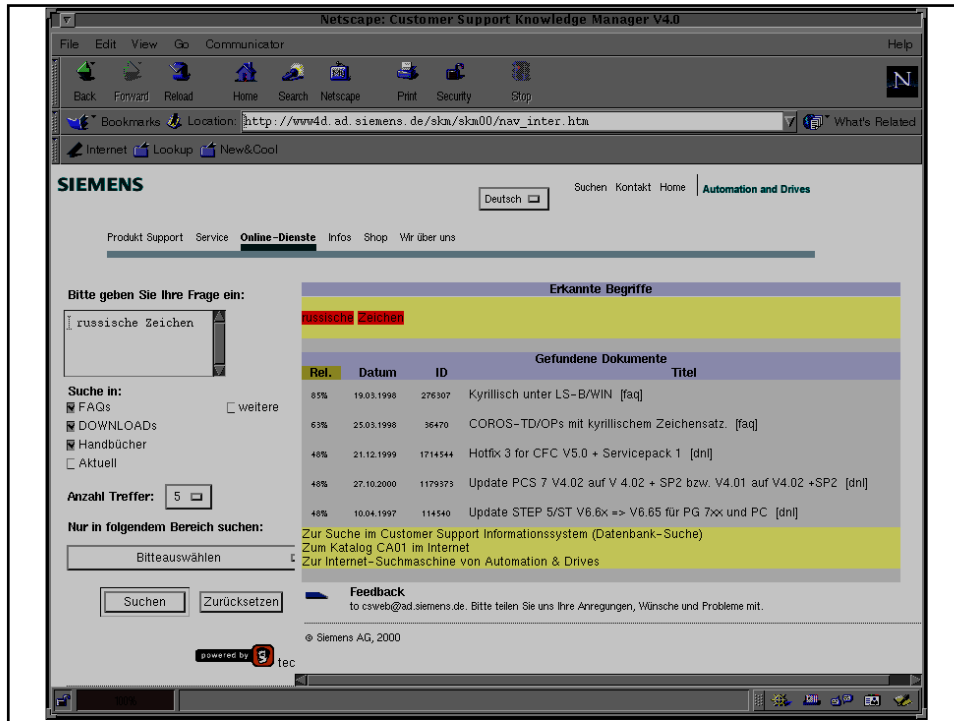 Netscape: Customer Support Knowledge Manager V4.0
File Edit View Go Communicator Help
Back Forward Reload Home Search Netscape Print Security Stop
N
Bookmarks Location: http://www4d.ad.siemens.de/skm/skm00/nav_inter.htm What's Related
Internet Lookup New&Cool
SIEMENS
Deutsch Suchen Kontakt Home Automation and Drives
Produkt Support Service Online-Dienste Infos Shop Wir über uns
Bitte geben Sie Ihre Frage ein:
russische Zeichen
Suche in:
FAQs weitere
DOWNLOADs
Handbücher
Aktuell
Anzahl Treffer: 5
Nur in folgendem Bereich suchen:
Bitteauswählen
Suchen Zurücksetzen
powered by tec
Erkannte Begriffe
russische Zeichen
Gefundene Dokumente
Rel. Datum ID Titel
85% 19.03.1998 276307 Kyrillisch unter LS-B/WIN [faq]
63% 25.03.1998 36470 COROS-TD/OPs mit kyrillischem Zeichensatz. [faq]
48% 21.12.1999 1714544 Hotfix 3 for CFC V5.0 + Servicepack 1 [dnl]
48% 27.10.2000 1179373 Update PCS 7 V4.02 auf V 4.02 + SP2 bzw. V4.01 auf V4.02 +SP2 [dnl]
48% 10.04.1997 114540 Update STEP 5/ST V6.6x => V6.65 für PG 7xx und PC [dnl]
Zur Suche im Customer Support Informationssystem (Datenbank-Suche)
Zum Katalog CA01 im Internet
Zur Internet-Suchmaschine von Automation & Drives
Feedback
to csweb@ad.siemens.de. Bitte teilen Sie uns Ihre Anregungen, Wünsche und Probleme mit.
© Siemens AG, 2000
100%